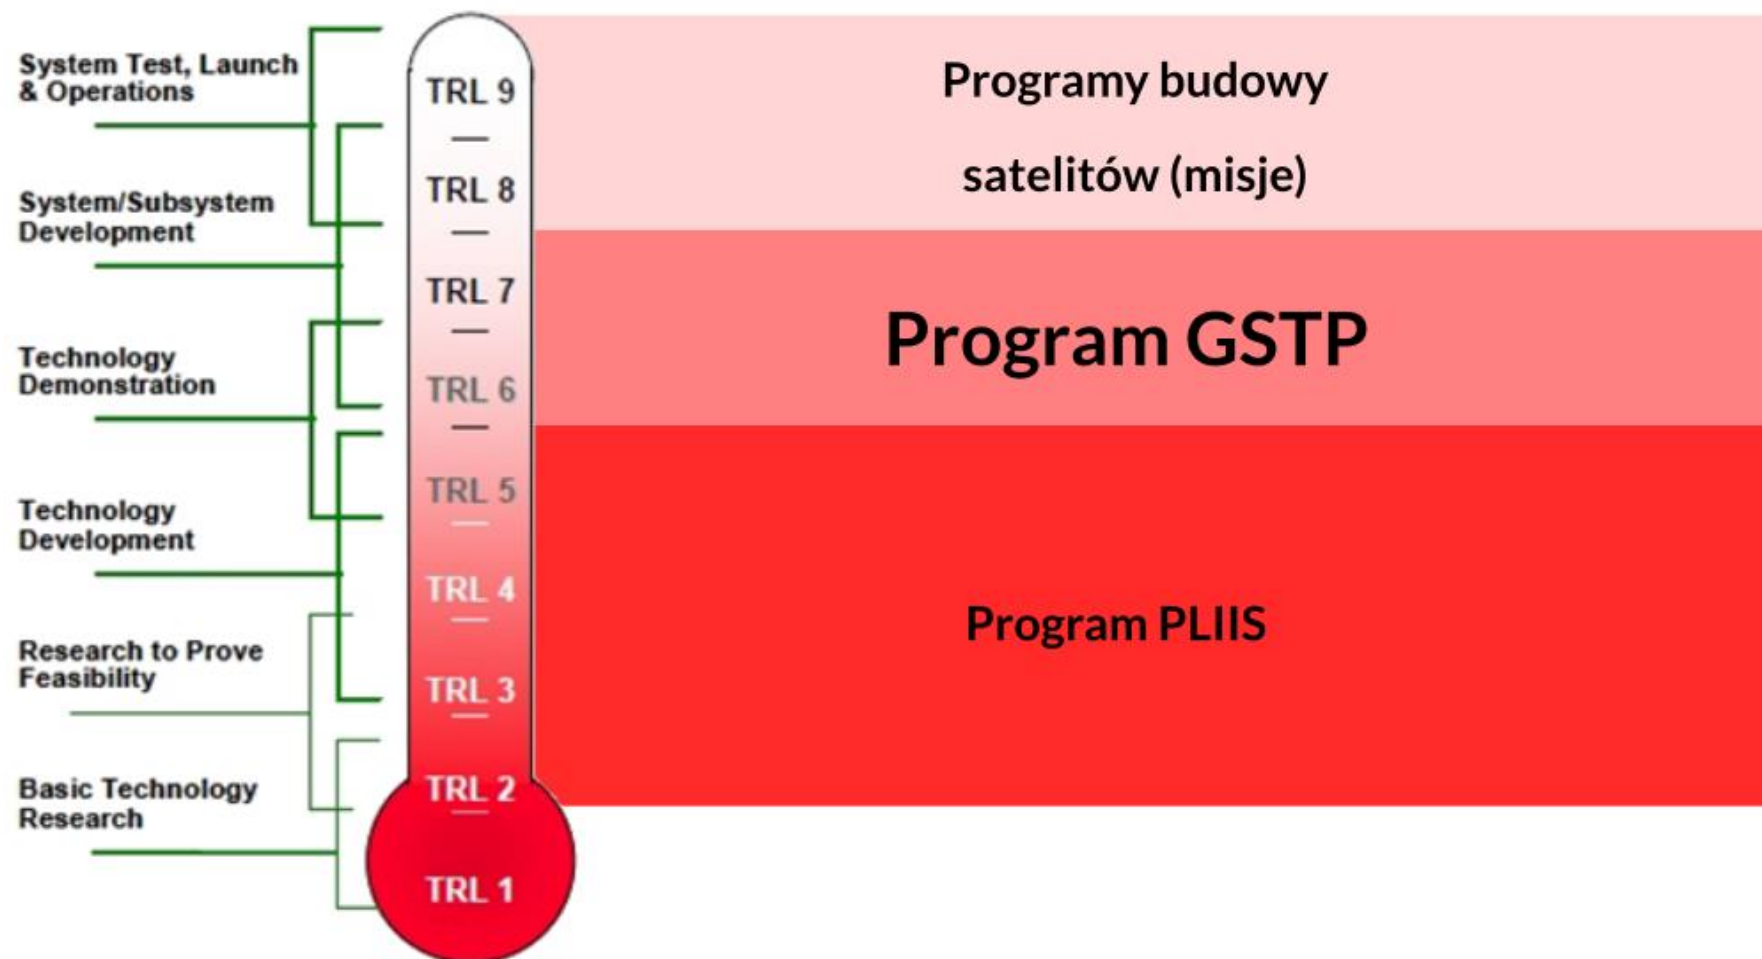 System Test, Launch
& Operations
System/Subsystem
Development
Technology
Demonstration
Technology
Development
Research to Prove
Feasibility
Basic Technology
Research
TRL 9
TRL 8
TRL 7
TRL 6
TRL 5
TRL 4
TRL 3
TRL 2
TRL 1
Programy budowy
satelitów (misje)
Program GSTP
Program PLIIS